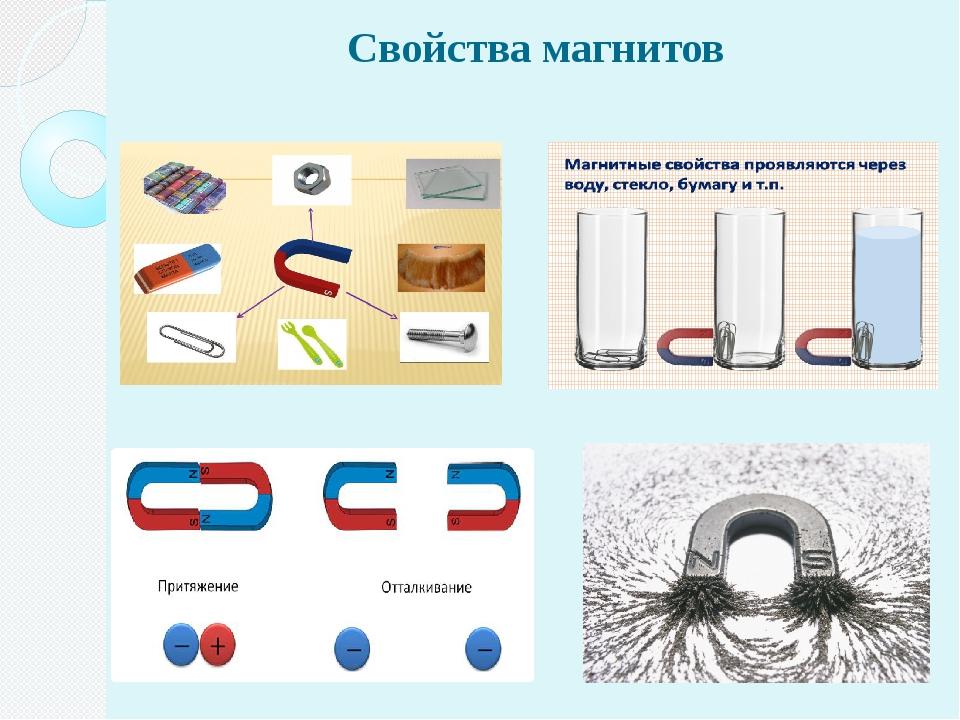 Свойства магнитов
Магнитные свойства проявляются через
воду, стекло, бумагу и т.п.
S
N S
S N
N
S
N
S
Притяжение
Отталкивание
− +
−
−
N S